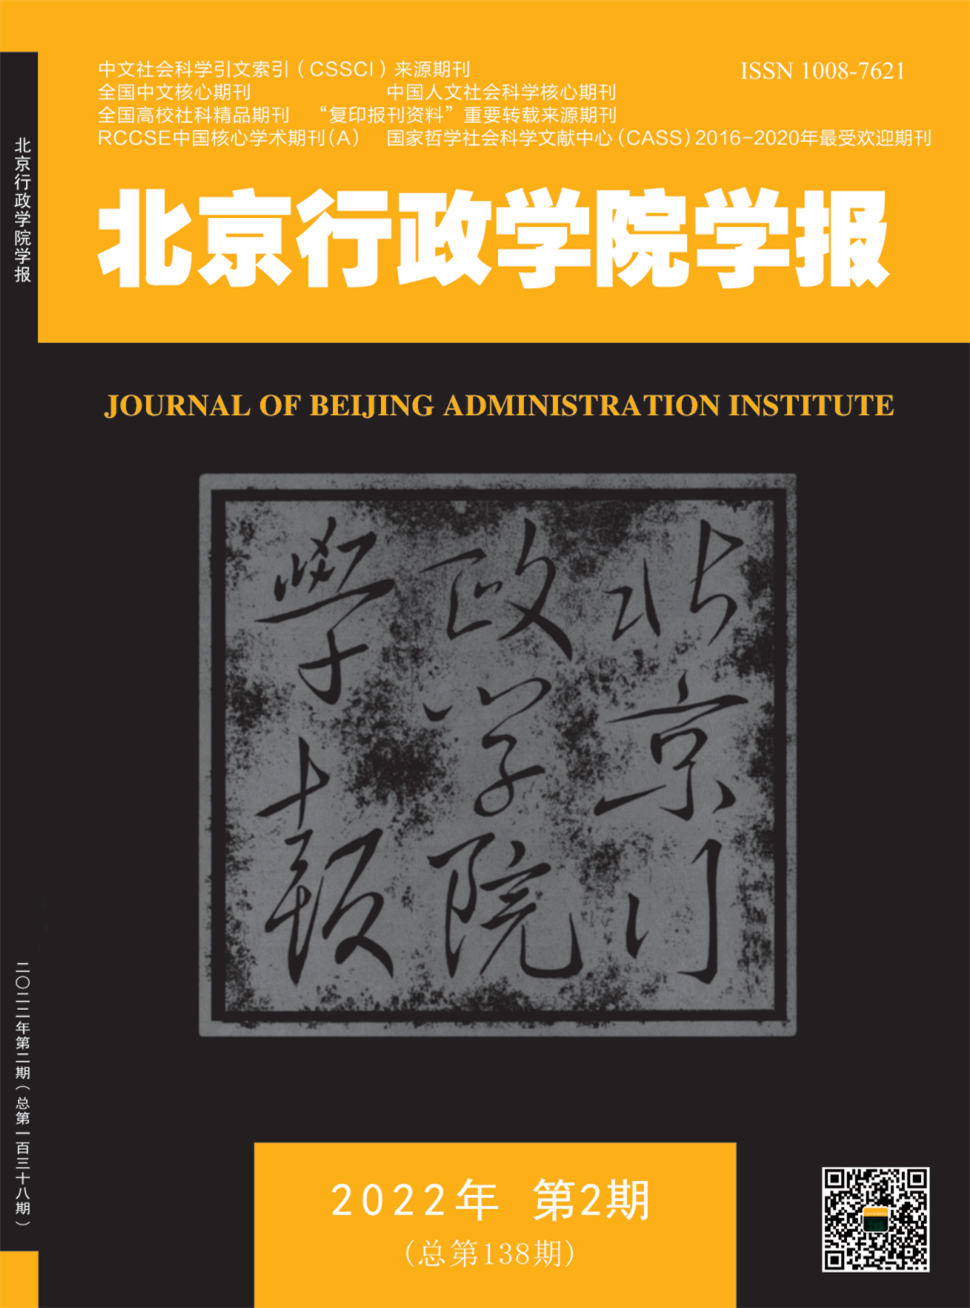 中文社会科学引文索引（CSSCI）来源期刊
全国中文核心期刊 中国人文社会科学核心期刊
全国高校社科精品期刊 “复印报刊资料”重要转载来源期刊
RCCSE中国核心学术期刊（A） 国家哲学社会科学文献中心（CASS）2016-2020年最受欢迎期刊
ISSN 1008-7621
北京行政学院学报
JOURNAL OF BEIJING ADMINISTRATION INSTITUTE
北京行
政学院
學報
2022年 第2期
（总第138期）
北京行政学院学报
二〇二二年第二期（总第一百三十八期）